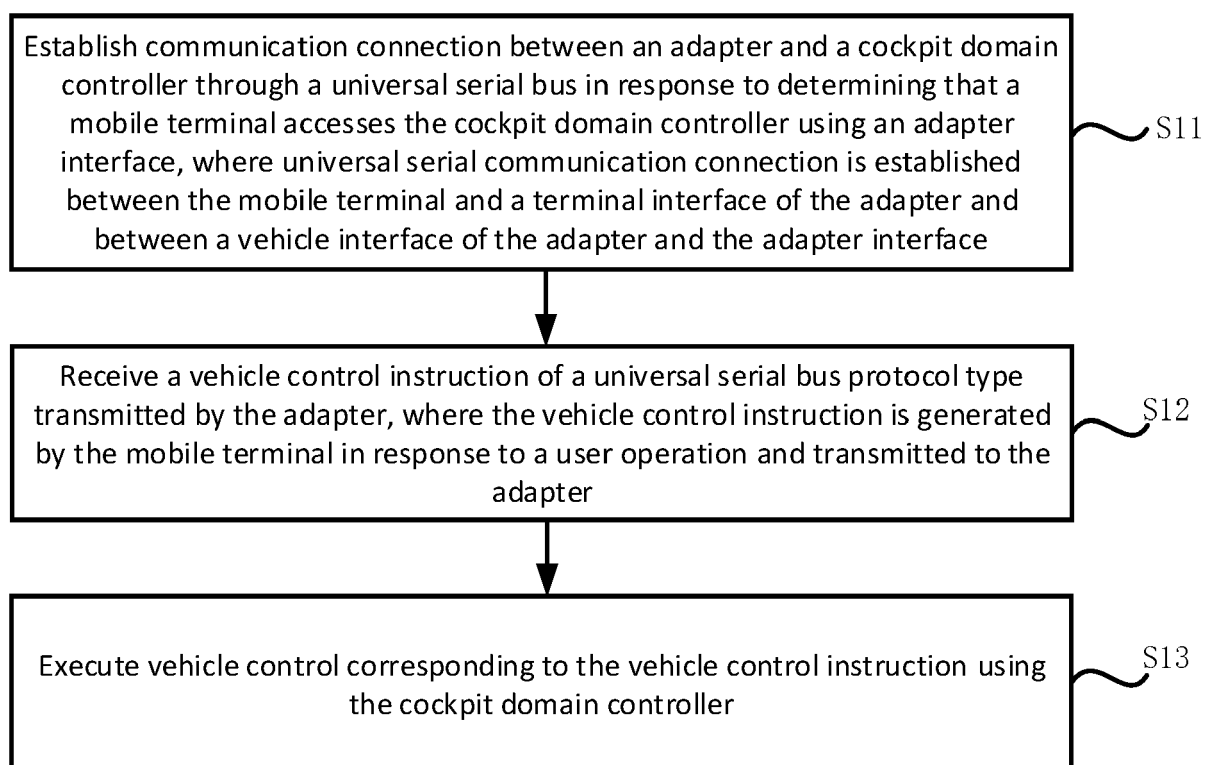 Establish communication connection between an adapter and a cockpit domain
controller through a universal serial bus in response to determining that a
mobile terminal accesses the cockpit domain controller using an adapter
interface, where universal serial communication connection is established
between the mobile terminal and a terminal interface of the adapter and
between a vehicle interface of the adapter and the adapter interface
S11
Receive a vehicle control instruction of a universal serial bus protocol type
transmitted by the adapter, where the vehicle control instruction is generated
by the mobile terminal in response to a user operation and transmitted to the
adapter
S12
Execute vehicle control corresponding to the vehicle control instruction using
the cockpit domain controller
S13